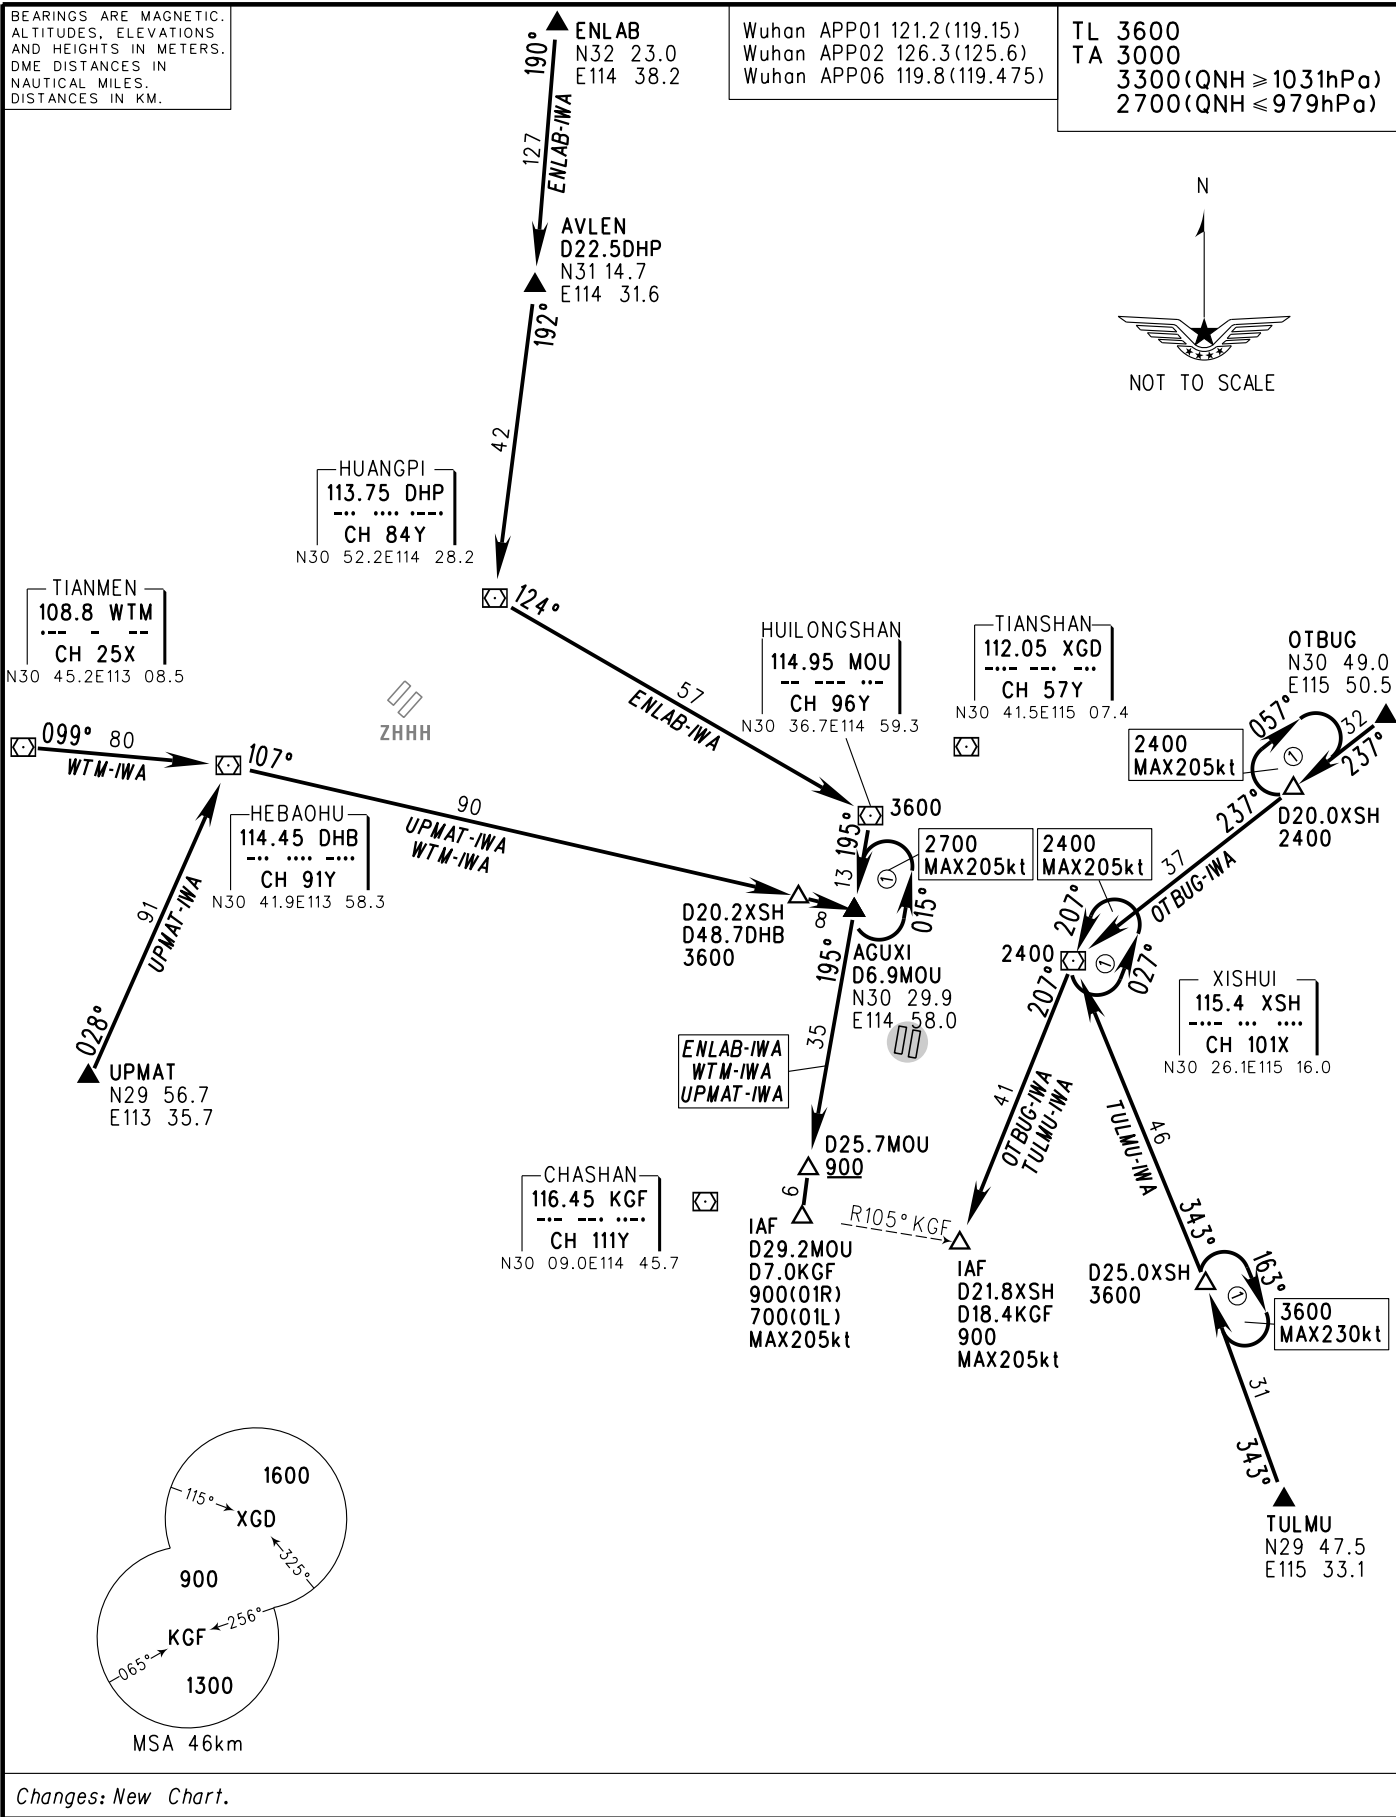 BEARINGS ARE MAGNETIC.
ALTITUDES, ELEVATIONS
AND HEIGHTS IN METERS.
DME DISTANCES IN
NAUTICAL MILES.
DISTANCES IN KM.
ENLAB
N32 23.0
E114 38.2
Wuhan APP01 121.2(119.15)
Wuhan APP02 126.3(125.6)
Wuhan APP06 119.8(119.475)
TL 3600
TA 3000
3300(QNH ≥ 1031hPa)
2700(QNH ≤ 979hPa)
190°
127
ENLAB-IWA
N
NOT TO SCALE
AVLEN
D22.5DHP
N31 14.7
E114 31.6
192°
42
HUANGPI
113.75 DHP
CH 84Y
N30 52.2E114 28.2
124°
57
ENLAB-IWA
TIANMEN
108.8 WTM
CH 25X
N30 45.2E113 08.5
099° 80
WTM-IWA
ZHHH
HUILONGSHAN
114.95 MOU
CH 96Y
N30 36.7E114 59.3
TIANSHAN
112.05 XGD
CH 57Y
N30 41.5E115 07.4
OTBUG
N30 49.0
E115 50.5
32
237°
057°
1
2400
MAX205kt
D20.0XSH
2400
237°
37
OTBUG-IWA
107°
90
UPMAT-IWA
WTM-IWA
HEBAOHU
114.45 DHB
CH 91Y
N30 41.9E113 58.3
91
UPMAT-IWA
028°
UPMAT
N29 56.7
E113 35.7
3600
195°
13
1
015°
2700
MAX205kt
2400
MAX205kt
D20.2XSH
D48.7DHB
3600
8
AGUXI
D6.9MOU
N30 29.9
E114 58.0
195°
35
ENLAB-IWA
WTM-IWA
UPMAT-IWA
207°
2400
1
027°
207°
41
OTBUG-IWA
TULMU-IWA
XISHUI
115.4 XSH
CH 101X
N30 26.1E115 16.0
46
TULMU-IWA
343°
D25.7MOU
900
6
CHASHAN
116.45 KGF
CH 111Y
N30 09.0E114 45.7
IAF
D29.2MOU
D7.0KGF
900(01R)
700(01L)
MAX205kt
R105°KGF
IAF
D21.8XSH
D18.4KGF
900
MAX205kt
D25.0XSH
3600
163°
1
3600
MAX230kt
31
343°
TULMU
N29 47.5
E115 33.1
1600
115°
XGD
325°
900
256°
KGF
065°
1300
MSA 46km
Changes: New Chart.